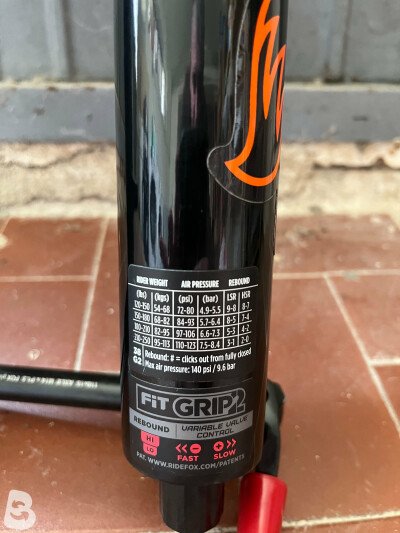 RIDER WEIGHT AIR PRESSURE REBOUND
(lbs) (kgs) (psi) (bar) LSR HSR
120-150 54-68 72-80 4.9-5.5 9-8 8-7
150-180 68-82 84-93 5.7-6.4 8-5 7-4
180-210 82-95 97-106 6.6-7.3 5-3 4-2
210-250 95-113 110-123 7.5-8.4 3-1 2-0
38 Rebound: # = clicks out from fully closed
G2 Max air pressure: 140 psi / 9.6 bar
FiT GRIP2
REBOUND VARIABLE VALVE
CONTROL
HI
LO
FAST SLOW
PAT. WWW.RIDEFOX.COM/PATENTS